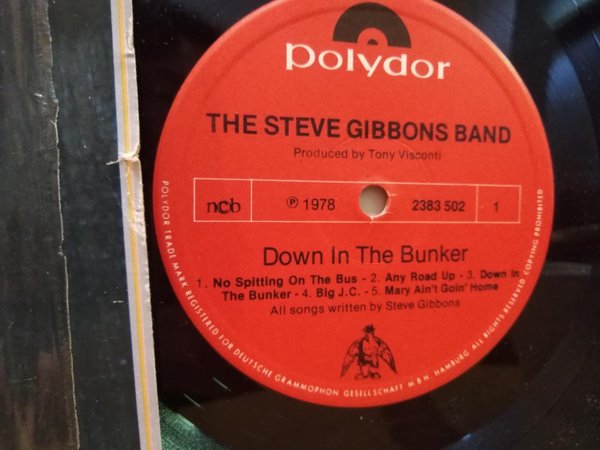 polydor
THE STEVE GIBBONS BAND
Produced by Tony Visconti
ncb ℗ 1978 2383 502 1
Down In The Bunker
1. No Spitting On The Bus - 2. Any Road Up - 3. Down In
The Bunker - 4. Big J.C. - 5. Mary Ain't Goin' Home
All songs written by Steve Gibbons
POLYDOR TRADE MARK REGISTERED FOR DEUTSCHE GRAMMOPHON GESELLSCHAFT M B H, HAMBURG ALL RIGHTS RESERVED COPYING PROHIBITED